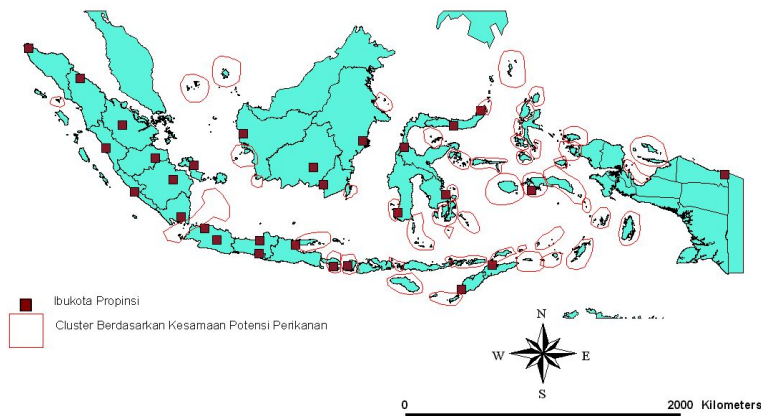 Ibukota Propinsi
Cluster Berdasarkan Kesamaan Potensi Perikanan
N
W E
S
0 2000 Kilometers